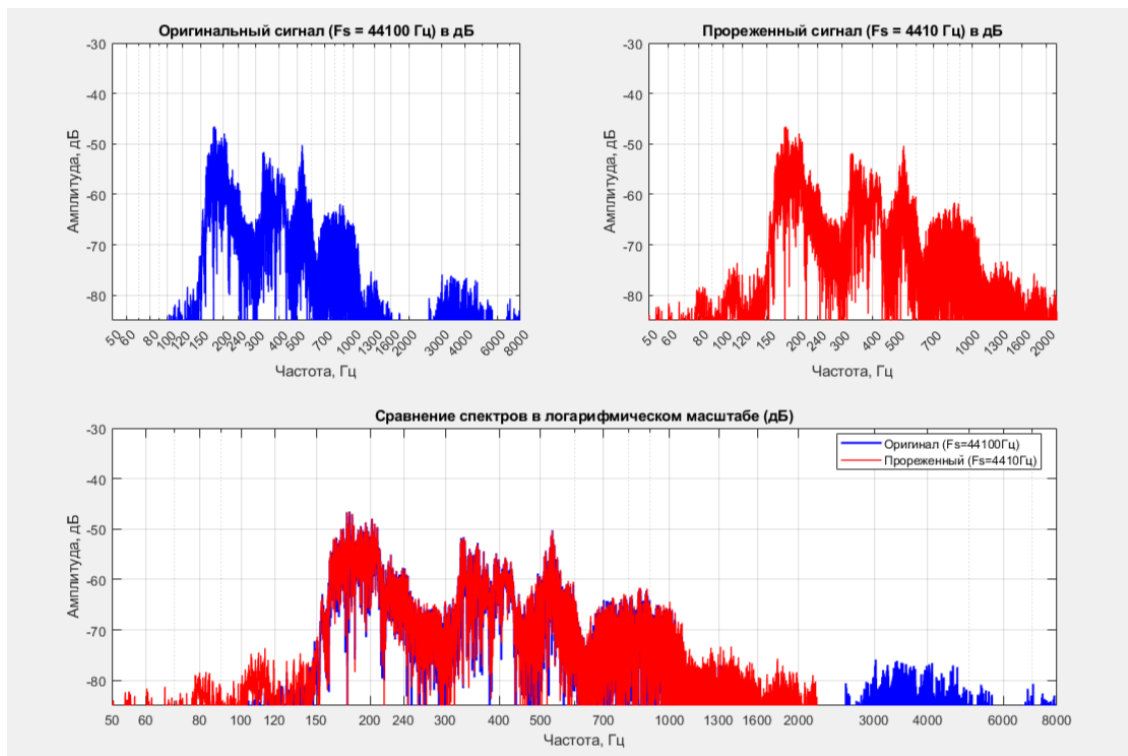 Оригинальный сигнал (Fs = 44100 Гц) в дБ
-30
-40
-50
-60
-70
-80
Амплитуда, дБ
50 60 80 100 120 150 200 240 300 400 500 700 1000 1300 1600 2000 3000 4000 6000 8000
Частота, Гц
Прореженный сигнал (Fs = 4410 Гц) в дБ
-30
-40
-50
-60
-70
-80
Амплитуда, дБ
50 60 80 100 120 150 200 240 300 400 500 700 1000 1300 1600 2000
Частота, Гц
Сравнение спектров в логарифмическом масштабе (дБ)
-30
-40
-50
-60
-70
-80
Амплитуда, дБ
Оригинал (Fs=44100Гц)
Прореженный (Fs=4410Гц)
50 60 80 100 120 150 200 240 300 400 500 700 1000 1300 1600 2000 3000 4000 6000 8000
Частота, Гц